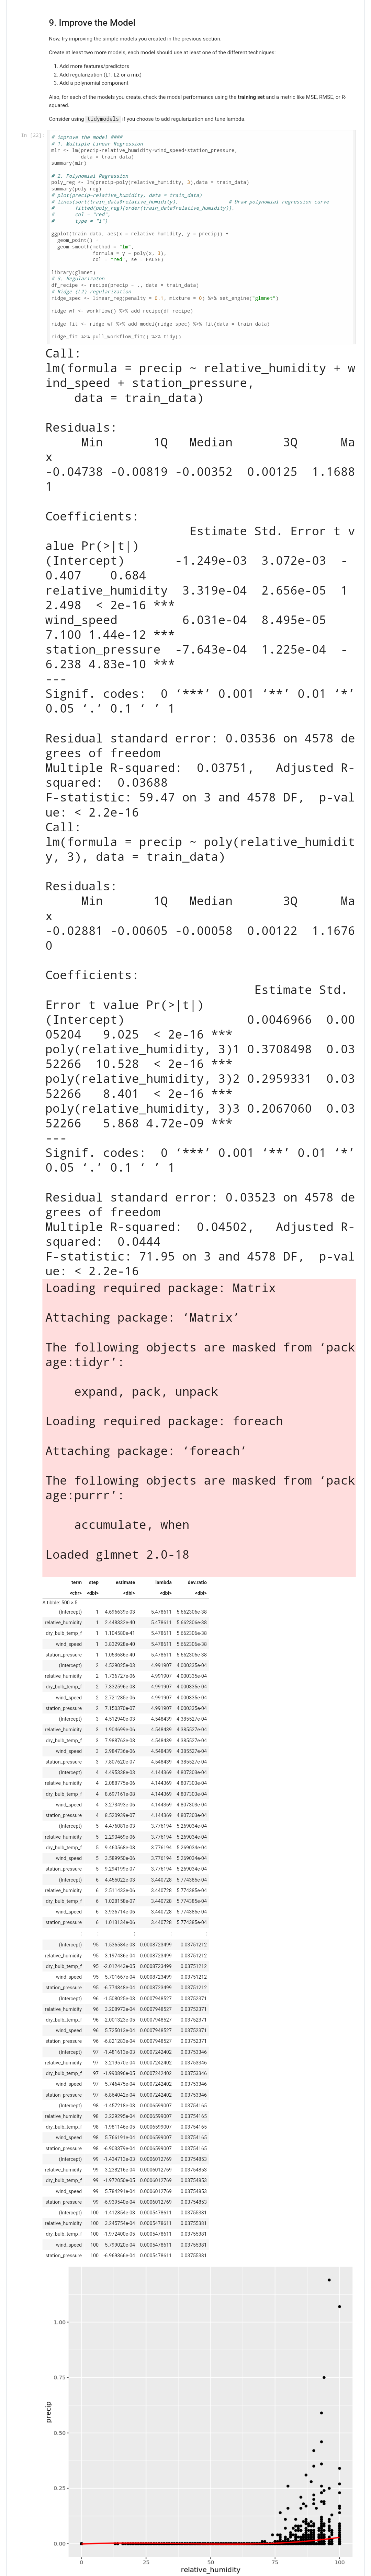 9. Improve the Model
Now, try improving the simple models you created in the previous section.
Create at least two more models, each model should use at least one of the different techniques:
1. Add more features/predictors
2. Add regularization (L1, L2 or a mix)
3. Add a polynomial component
Also, for each of the models you create, check the model performance using the training set and a metric like MSE, RMSE, or R-
squared.
Consider using tidymodels if you choose to add regularization and tune lambda.
In [12]:
# improve the model ####
# 1. Multiple Linear Regression
mlr <- lm(precip~relative_humidity+wind_speed+station_pressure,
data = train_data)
summary(mlr)
# 2. Polynomial Regression
poly_reg <- lm(precip~poly(relative_humidity, 3),data = train_data)
summary(poly_reg)
# plot(precip~relative_humidity, data = train_data)
# lines(sort(train_data$relative_humidity), # Draw polynomial regression curve
# fitted(poly_reg)[order(train_data$relative_humidity)],
# col = "red",
# type = "l")
ggplot(train_data, aes(x = relative_humidity, y = precip)) +
geom_point() +
geom_smooth(method = "lm",
formula = y ~ poly(x, 3),
col = "red", se = FALSE)
library(glmnet)
# 3. Regularizaton
df_recipe <- recipe(precip ~ ., data = train_data)
# Ridge (L2) regularization
ridge_spec <- linear_reg(penalty = 0.1, mixture = 0) %>% set_engine("glmnet")
ridge_wf <- workflow() %>% add_recipe(df_recipe)
ridge_fit <- ridge_wf %>% add_model(ridge_spec) %>% fit(data = train_data)
ridge_fit %>% pull_workflow_fit() %>% tidy()
Call:
lm(formula = precip ~ relative_humidity + w
ind_speed + station_pressure,
data = train_data)
Residuals:
Min 1Q Median 3Q Ma
x
-0.04738 -0.00819 -0.00352 0.00125 1.1688
1
Coefficients:
Estimate Std. Error t v
alue Pr(>|t|)
(Intercept) -1.249e-03 3.072e-03 -
0.407 0.684
relative_humidity 3.319e-04 2.656e-05 1
2.498 < 2e-16 ***
wind_speed 6.031e-04 8.495e-05
7.100 1.44e-12 ***
station_pressure -7.643e-04 1.225e-04 -
6.238 4.83e-10 ***
---
Signif. codes: 0 ‘***’ 0.001 ‘**’ 0.01 ‘*’
0.05 ‘.’ 0.1 ‘ ’ 1
Residual standard error: 0.03536 on 4578 de
grees of freedom
Multiple R-squared: 0.03751, Adjusted R-
squared: 0.03688
F-statistic: 59.47 on 3 and 4578 DF, p-val
ue: < 2.2e-16
Call:
lm(formula = precip ~ poly(relative_humidit
y, 3), data = train_data)
Residuals:
Min 1Q Median 3Q Ma
x
-0.02881 -0.00605 -0.00058 0.00122 1.1676
0
Coefficients:
Estimate Std.
Error t value Pr(>|t|)
(Intercept) 0.0046966 0.00
05204 9.025 < 2e-16 ***
poly(relative_humidity, 3)1 0.3708498 0.03
52266 10.528 < 2e-16 ***
poly(relative_humidity, 3)2 0.2959331 0.03
52266 8.401 < 2e-16 ***
poly(relative_humidity, 3)3 0.2067060 0.03
52266 5.868 4.72e-09 ***
---
Signif. codes: 0 ‘***’ 0.001 ‘**’ 0.01 ‘*’
0.05 ‘.’ 0.1 ‘ ’ 1
Residual standard error: 0.03523 on 4578 de
grees of freedom
Multiple R-squared: 0.04502, Adjusted R-
squared: 0.0444
F-statistic: 71.95 on 3 and 4578 DF, p-val
ue: < 2.2e-16
Loading required package: Matrix
Attaching package: ‘Matrix’
The following objects are masked from ‘pack
age:tidyr’:
expand, pack, unpack
Loading required package: foreach
Attaching package: ‘foreach’
The following objects are masked from ‘pack
age:purrr’:
accumulate, when
Loaded glmnet 2.0-18
term step estimate lambda dev.ratio
<chr> <dbl> <dbl> <dbl> <dbl>
A tibble: 500 × 5
(Intercept) 1 4.696639e-03 5.478611 5.662306e-38
relative_humidity 1 2.448332e-40 5.478611 5.662306e-38
dry_bulb_temp_f 1 1.104580e-41 5.478611 5.662306e-38
wind_speed 1 3.832928e-40 5.478611 5.662306e-38
station_pressure 1 1.053686e-40 5.478611 5.662306e-38
(Intercept) 2 4.529025e-03 4.991907 4.000335e-04
relative_humidity 2 1.736727e-06 4.991907 4.000335e-04
dry_bulb_temp_f 2 7.332596e-08 4.991907 4.000335e-04
wind_speed 2 2.721285e-06 4.991907 4.000335e-04
station_pressure 2 7.150370e-07 4.991907 4.000335e-04
(Intercept) 3 4.512940e-03 4.548439 4.385527e-04
relative_humidity 3 1.904699e-06 4.548439 4.385527e-04
dry_bulb_temp_f 3 7.988763e-08 4.548439 4.385527e-04
wind_speed 3 2.984736e-06 4.548439 4.385527e-04
station_pressure 3 7.807620e-07 4.548439 4.385527e-04
(Intercept) 4 4.495338e-03 4.144369 4.807303e-04
relative_humidity 4 2.088775e-06 4.144369 4.807303e-04
dry_bulb_temp_f 4 8.697161e-08 4.144369 4.807303e-04
wind_speed 4 3.273493e-06 4.144369 4.807303e-04
station_pressure 4 8.520939e-07 4.144369 4.807303e-04
(Intercept) 5 4.476081e-03 3.776194 5.269034e-04
relative_humidity 5 2.290469e-06 3.776194 5.269034e-04
dry_bulb_temp_f 5 9.460568e-08 3.776194 5.269034e-04
wind_speed 5 3.589950e-06 3.776194 5.269034e-04
station_pressure 5 9.294199e-07 3.776194 5.269034e-04
(Intercept) 6 4.455022e-03 3.440728 5.774385e-04
relative_humidity 6 2.511433e-06 3.440728 5.774385e-04
dry_bulb_temp_f 6 1.028158e-07 3.440728 5.774385e-04
wind_speed 6 3.936714e-06 3.440728 5.774385e-04
station_pressure 6 1.013134e-06 3.440728 5.774385e-04
⋮ ⋮ ⋮ ⋮ ⋮
(Intercept) 95 -1.536584e-03 0.0008723499 0.03751212
relative_humidity 95 3.197436e-04 0.0008723499 0.03751212
dry_bulb_temp_f 95 -2.012443e-05 0.0008723499 0.03751212
wind_speed 95 5.701667e-04 0.0008723499 0.03751212
station_pressure 95 -6.774848e-04 0.0008723499 0.03751212
(Intercept) 96 -1.508025e-03 0.0007948527 0.03752371
relative_humidity 96 3.208973e-04 0.0007948527 0.03752371
dry_bulb_temp_f 96 -2.001323e-05 0.0007948527 0.03752371
wind_speed 96 5.725013e-04 0.0007948527 0.03752371
station_pressure 96 -6.821283e-04 0.0007948527 0.03752371
(Intercept) 97 -1.481613e-03 0.0007242402 0.03753346
relative_humidity 97 3.219570e-04 0.0007242402 0.03753346
dry_bulb_temp_f 97 -1.990896e-05 0.0007242402 0.03753346
wind_speed 97 5.746475e-04 0.0007242402 0.03753346
station_pressure 97 -6.864042e-04 0.0007242402 0.03753346
(Intercept) 98 -1.457218e-03 0.0006599007 0.03754165
relative_humidity 98 3.229295e-04 0.0006599007 0.03754165
dry_bulb_temp_f 98 -1.981146e-05 0.0006599007 0.03754165
wind_speed 98 5.766191e-04 0.0006599007 0.03754165
station_pressure 98 -6.903379e-04 0.0006599007 0.03754165
(Intercept) 99 -1.434713e-03 0.0006012769 0.03754853
relative_humidity 99 3.238216e-04 0.0006012769 0.03754853
dry_bulb_temp_f 99 -1.972050e-05 0.0006012769 0.03754853
wind_speed 99 5.784291e-04 0.0006012769 0.03754853
station_pressure 99 -6.939540e-04 0.0006012769 0.03754853
(Intercept) 100 -1.412854e-03 0.0005478611 0.03755381
relative_humidity 100 3.245754e-04 0.0005478611 0.03755381
dry_bulb_temp_f 100 -1.972400e-05 0.0005478611 0.03755381
wind_speed 100 5.799020e-04 0.0005478611 0.03755381
station_pressure 100 -6.969366e-04 0.0005478611 0.03755381
1.00
0.75
precip
0.50
0.25
0.00
0 25 50 75 100
relative_humidity